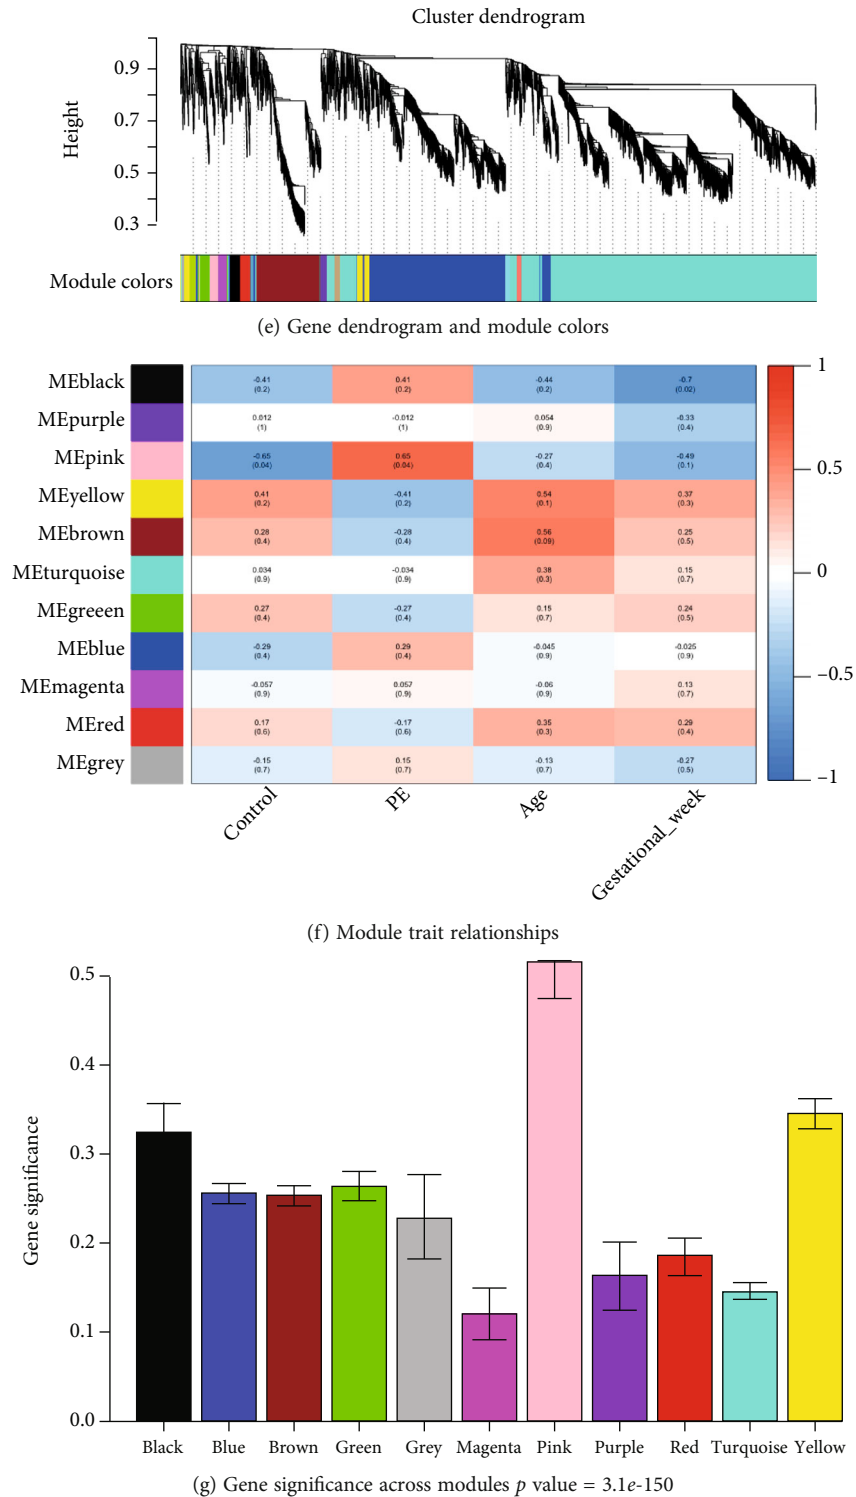 Cluster dendrogram
Height
0.9
0.7
0.5
0.3
Module colors
(e) Gene dendrogram and module colors
MEblack -0.41 0.41 -0.44 -0.7
(0.2) (0.2) (0.2) (0.02)
MEpurple 0.012 -0.012 0.054 -0.33
(1) (1) (0.9) (0.4)
MEpink -0.65 0.65 -0.27 -0.49
(0.04) (0.04) (0.4) (0.1)
MEyellow 0.41 -0.41 0.54 0.37
(0.2) (0.2) (0.1) (0.3)
MEbrown 0.28 -0.28 0.56 0.25
(0.4) (0.4) (0.09) (0.5)
MEturquoise 0.034 -0.034 0.38 0.15
(0.9) (0.9) (0.3) (0.7)
MEgreeen 0.27 -0.27 0.15 0.24
(0.4) (0.4) (0.7) (0.5)
MEblue -0.29 0.29 -0.045 -0.025
(0.4) (0.4) (0.9) (0.9)
MEmagenta -0.057 0.057 -0.06 0.13
(0.9) (0.9) (0.9) (0.7)
MEred 0.17 -0.17 0.35 0.29
(0.6) (0.6) (0.3) (0.4)
MEgrey -0.15 0.15 -0.13 -0.27
(0.7) (0.7) (0.7) (0.5)
1
0.5
0
–0.5
–1
Control PE Age Gestational_week
(f) Module trait relationships
Gene significance
0.5
0.4
0.3
0.2
0.1
0.0
Black Blue Brown Green Grey Magenta Pink Purple Red Turquoise Yellow
(g) Gene significance across modules p value = 3.1e-150